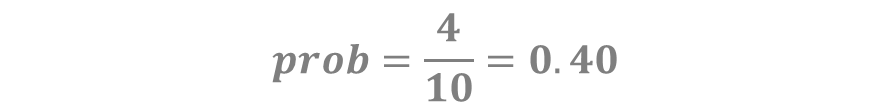 prob = 4/10 = 0.40